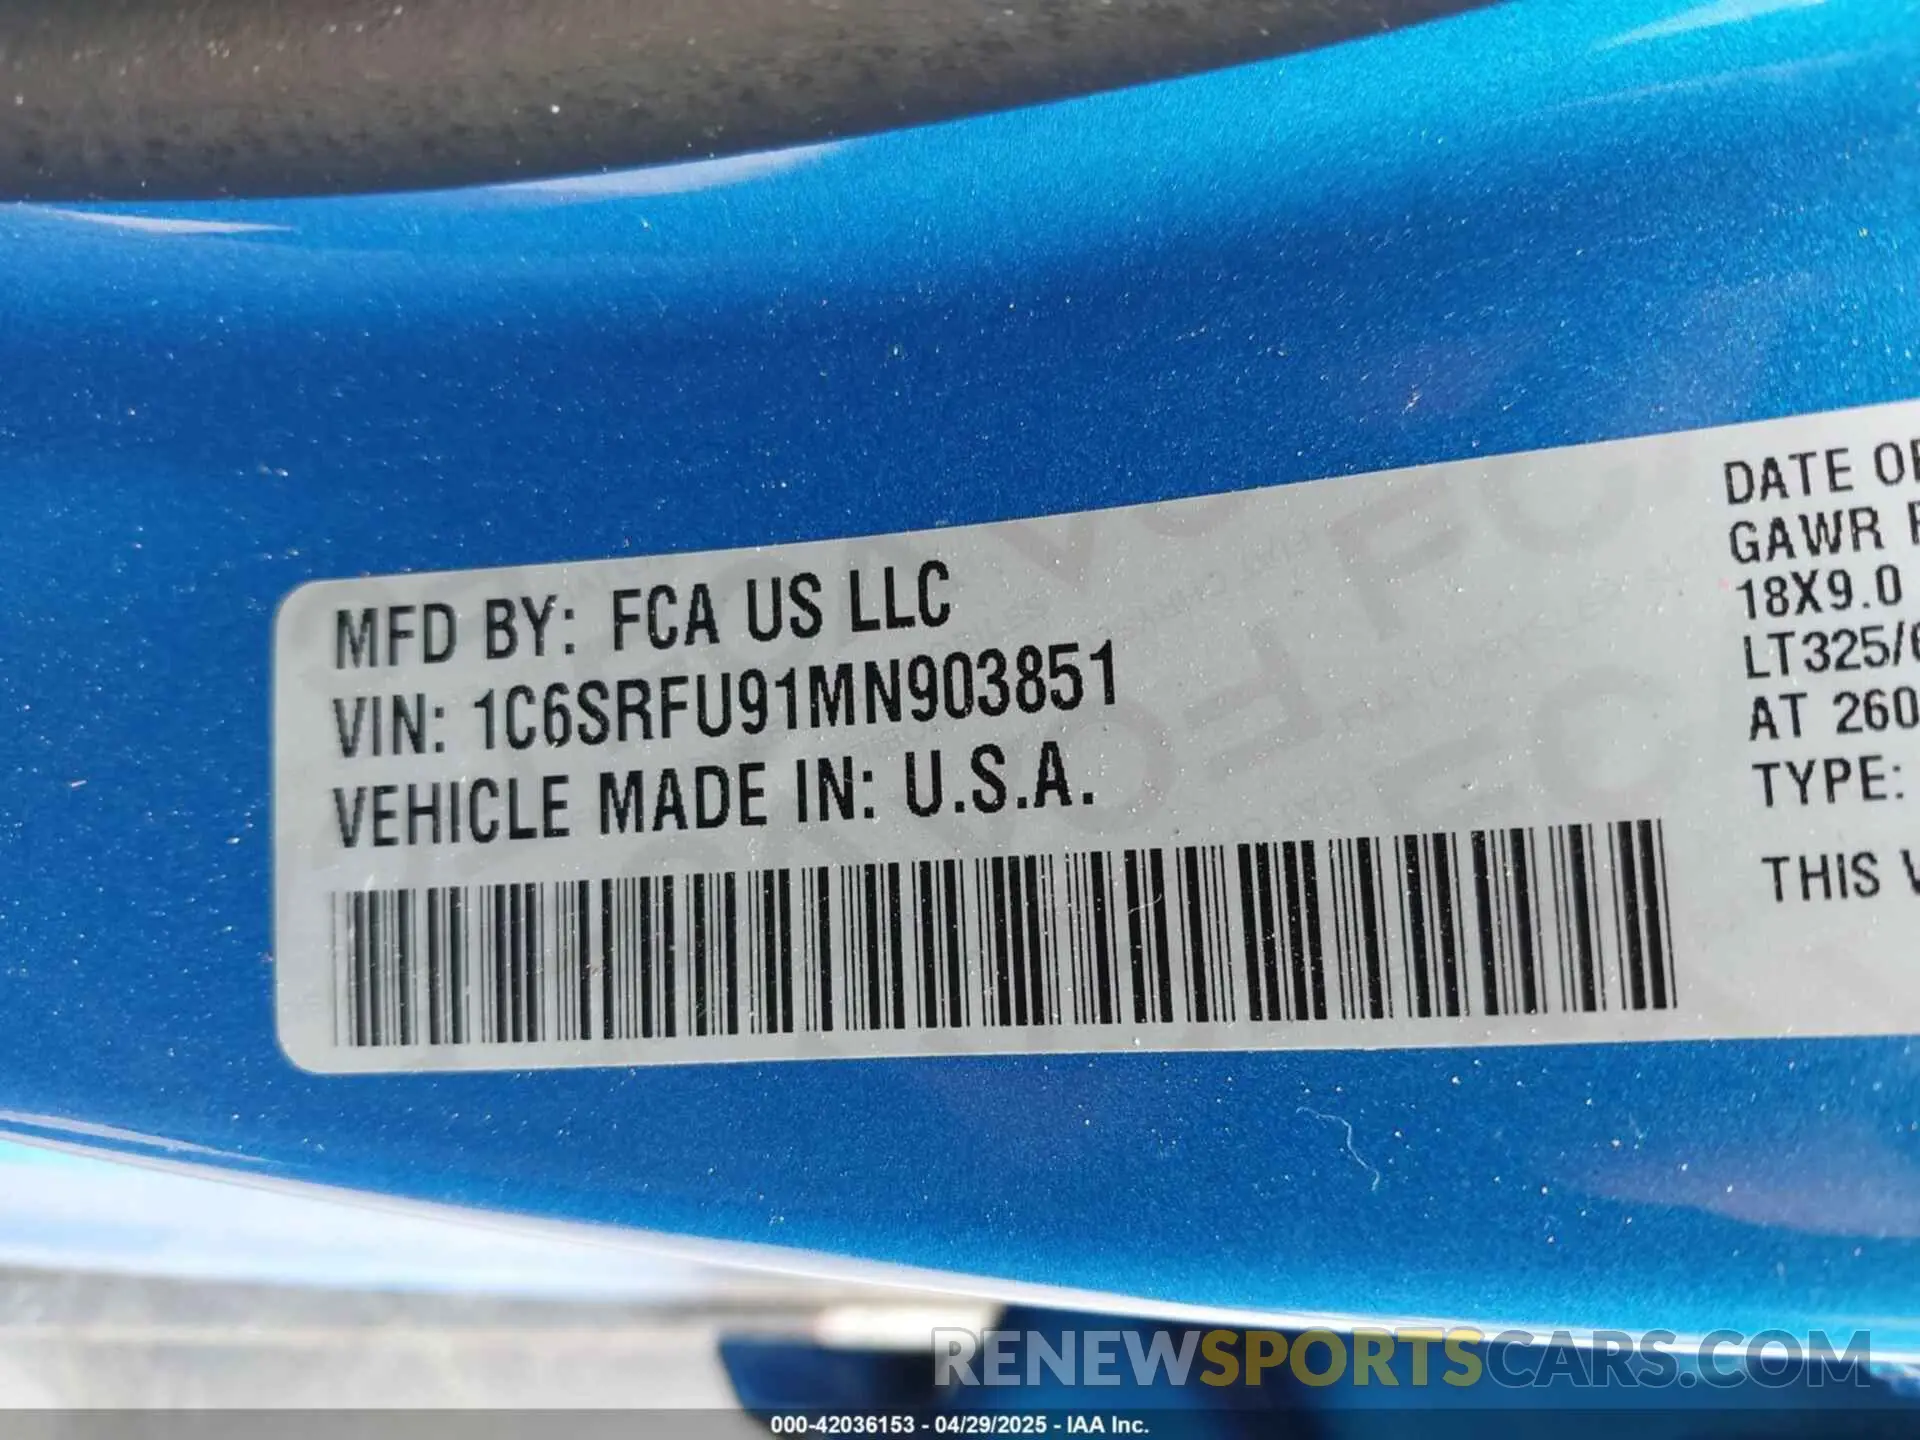 MFD BY: FCA US LLC
VIN: 1C6SRFU91MN903851
VEHICLE MADE IN: U.S.A.
DATE OF
GAWR
18X9.0
LT325/6
AT 260
TYPE:
THIS V
RENEWSPORTSCARS.COM
000-42036153 - 04/29/2025 - IAA Inc.